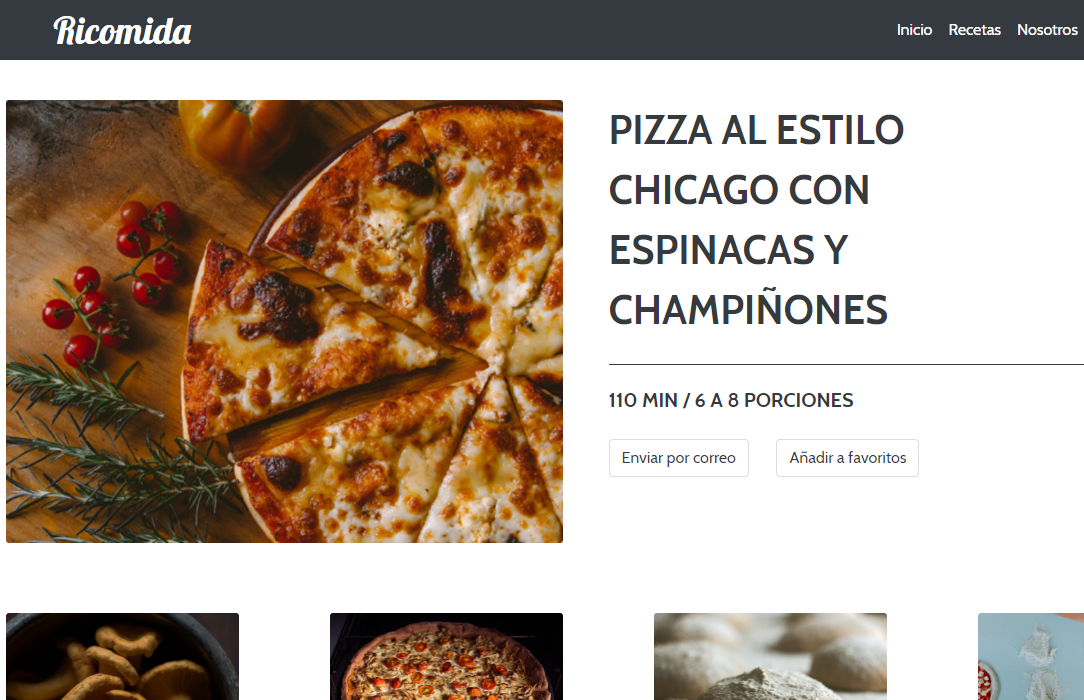 Ricomida
Inicio Recetas Nosotros
PIZZA AL ESTILO
CHICAGO CON
ESPINACAS Y
CHAMPIÑONES
110 MIN / 6 A 8 PORCIONES
Enviar por correo Añadir a favoritos